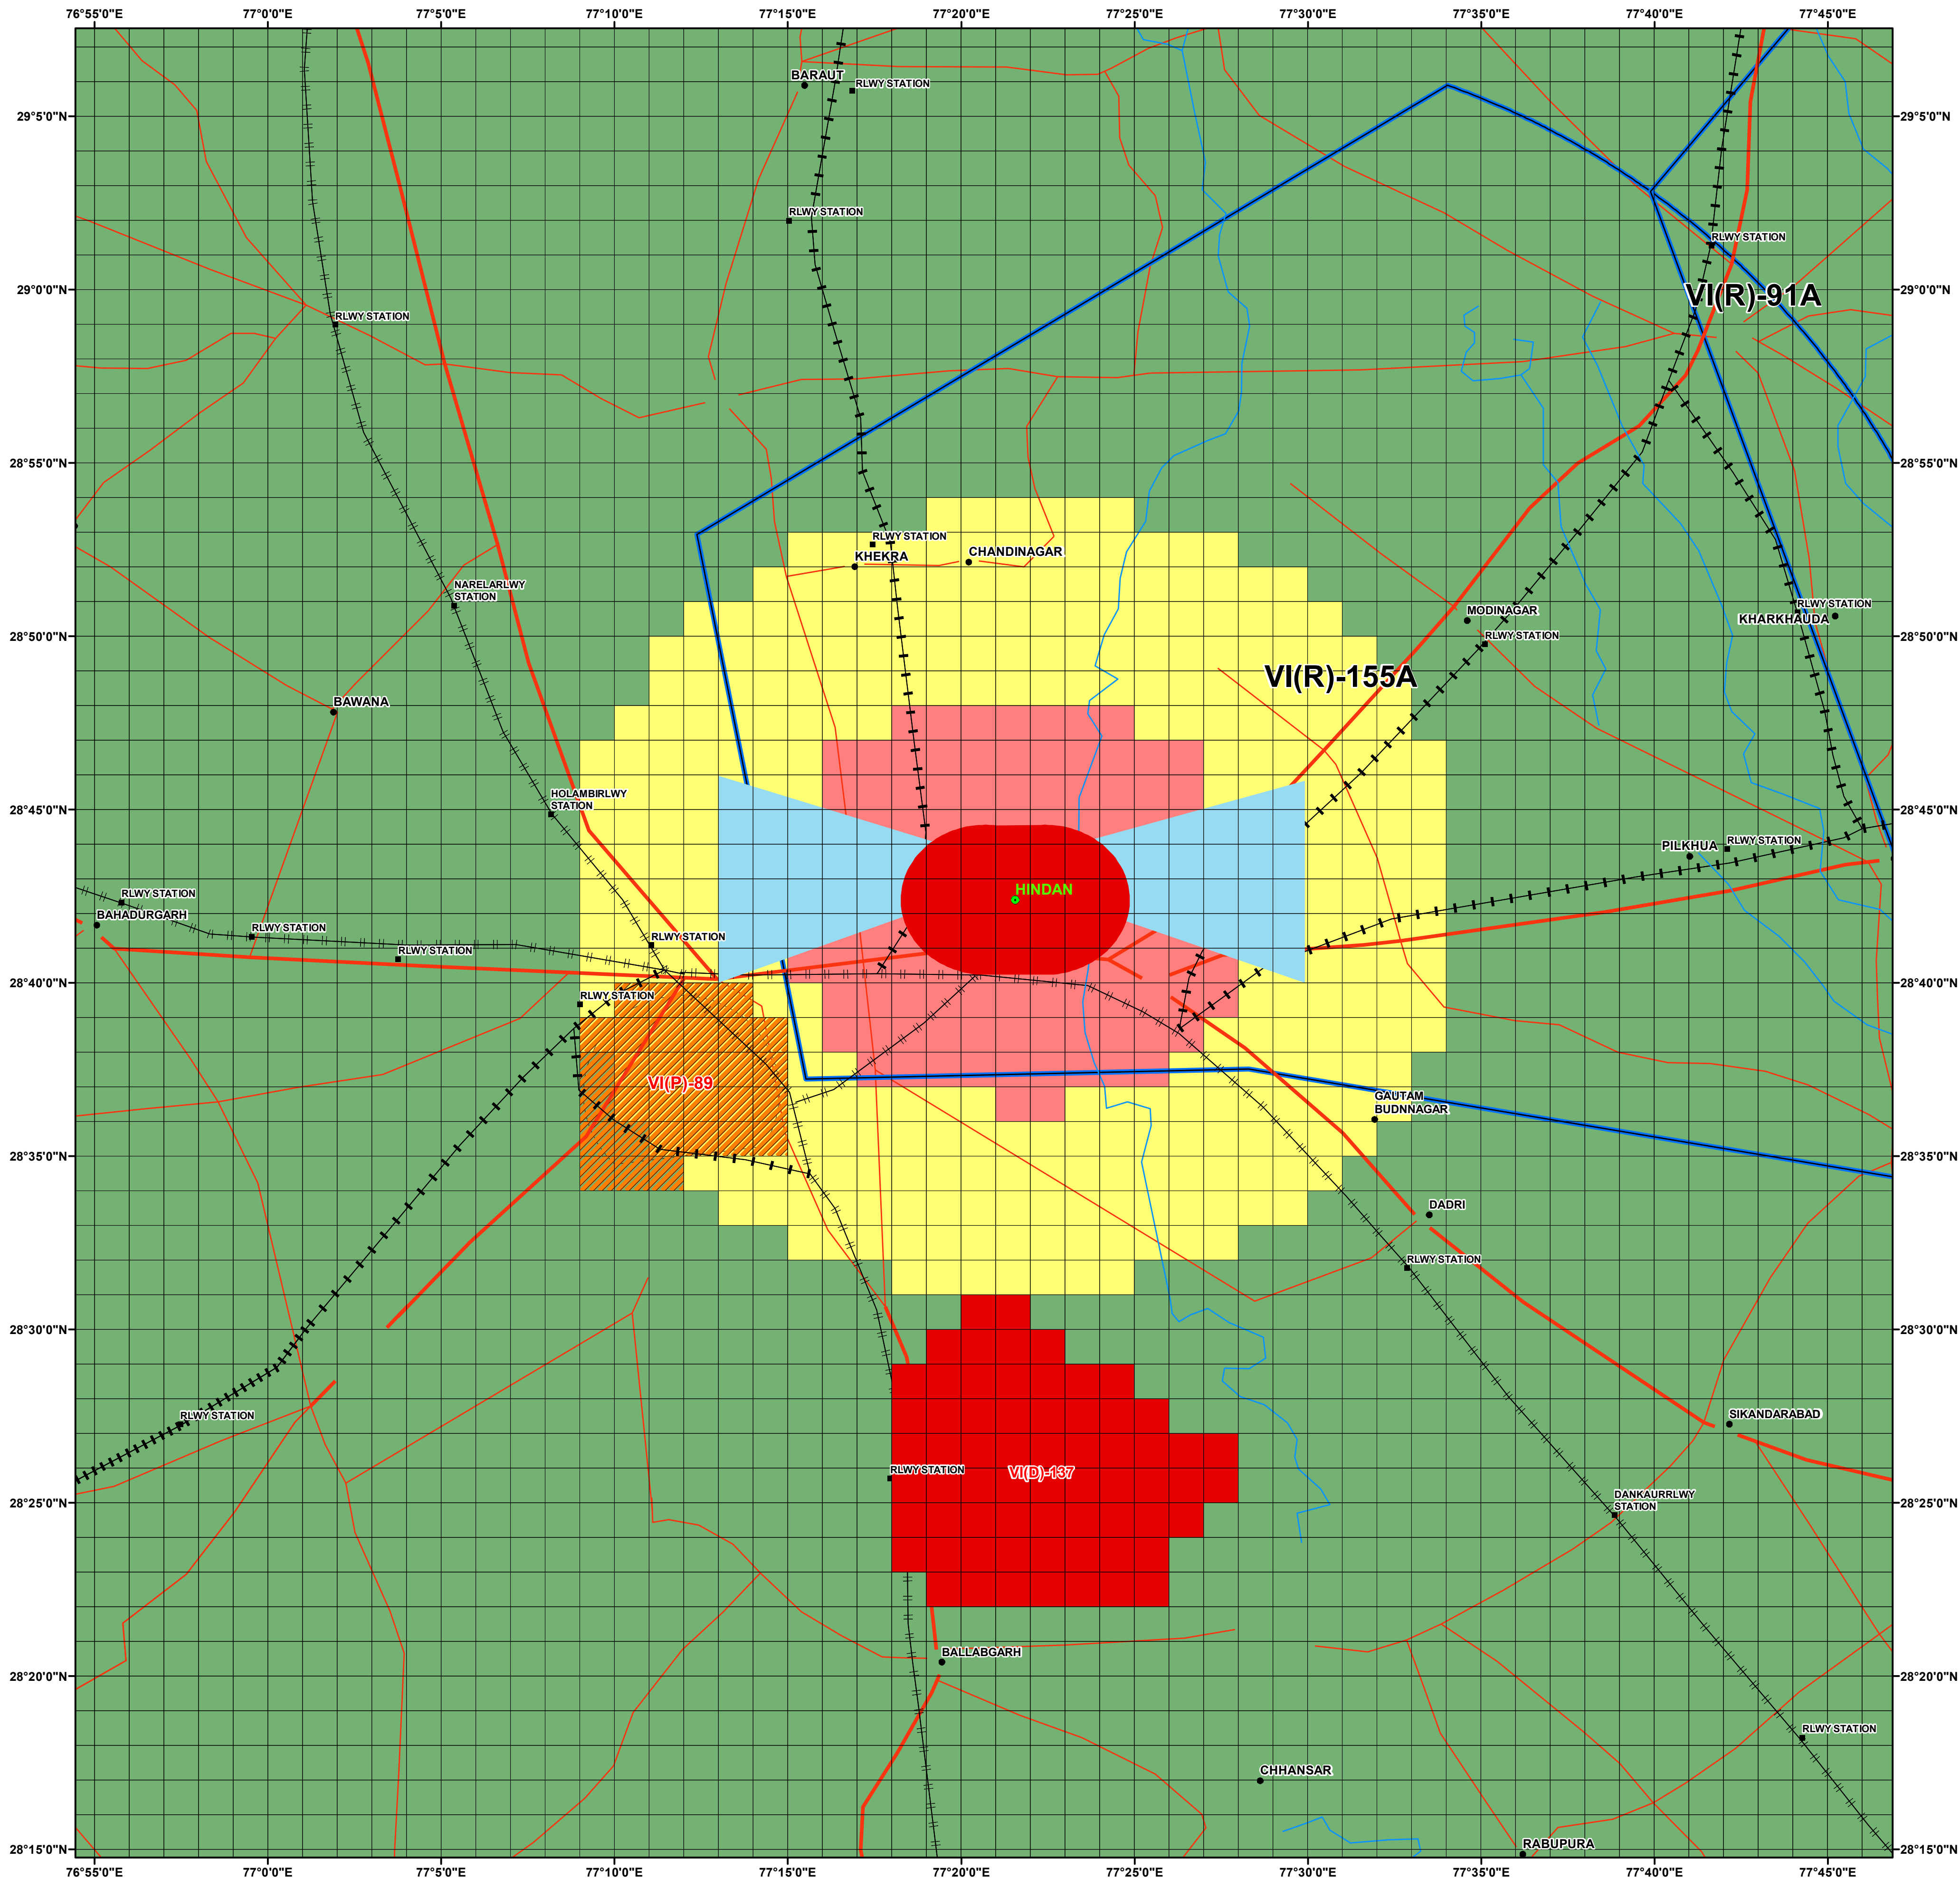 76°55'0"E
77°0'0"E
77°5'0"E
77°10'0"E
77°15'0"E
77°20'0"E
77°25'0"E
77°30'0"E
77°35'0"E
77°40'0"E
77°45'0"E
BARAUT
RLWY STATION
29°5'0"N
29°5'0"N
RLWY STATION
RLWY STATION
29°0'0"N
VI(R)-91A
29°0'0"N
RLWY STATION
28°55'0"N
28°55'0"N
RLWY STATION
KHEKRA
CHANDINAGAR
NARELARLWY
STATION
MODINAGAR
RLWY STATION
RLWY STATION
KHARKHAUDA
28°50'0"N
28°50'0"N
VI(R)-155A
BAWANA
HOLAMBIRLWY
STATION
28°45'0"N
28°45'0"N
PILKHUA
RLWY STATION
HINDAN
RLWY STATION
BAHADURGARH
RLWY STATION
RLWY STATION
RLWY STATION
28°40'0"N
28°40'0"N
RLWY STATION
VI(P)-89
GAUTAM
BUDNNAGAR
28°35'0"N
28°35'0"N
DADRI
RLWY STATION
28°30'0"N
28°30'0"N
RLWY STATION
SIKANDARABAD
RLWY STATION
VI(D)-137
28°25'0"N
28°25'0"N
DANKAURRLWY
STATION
BALLABGARH
28°20'0"N
28°20'0"N
RLWY STATION
CHHANSAR
RABUPURA
28°15'0"N
28°15'0"N
76°55'0"E
77°0'0"E
77°5'0"E
77°10'0"E
77°15'0"E
77°20'0"E
77°25'0"E
77°30'0"E
77°35'0"E
77°40'0"E
77°45'0"E